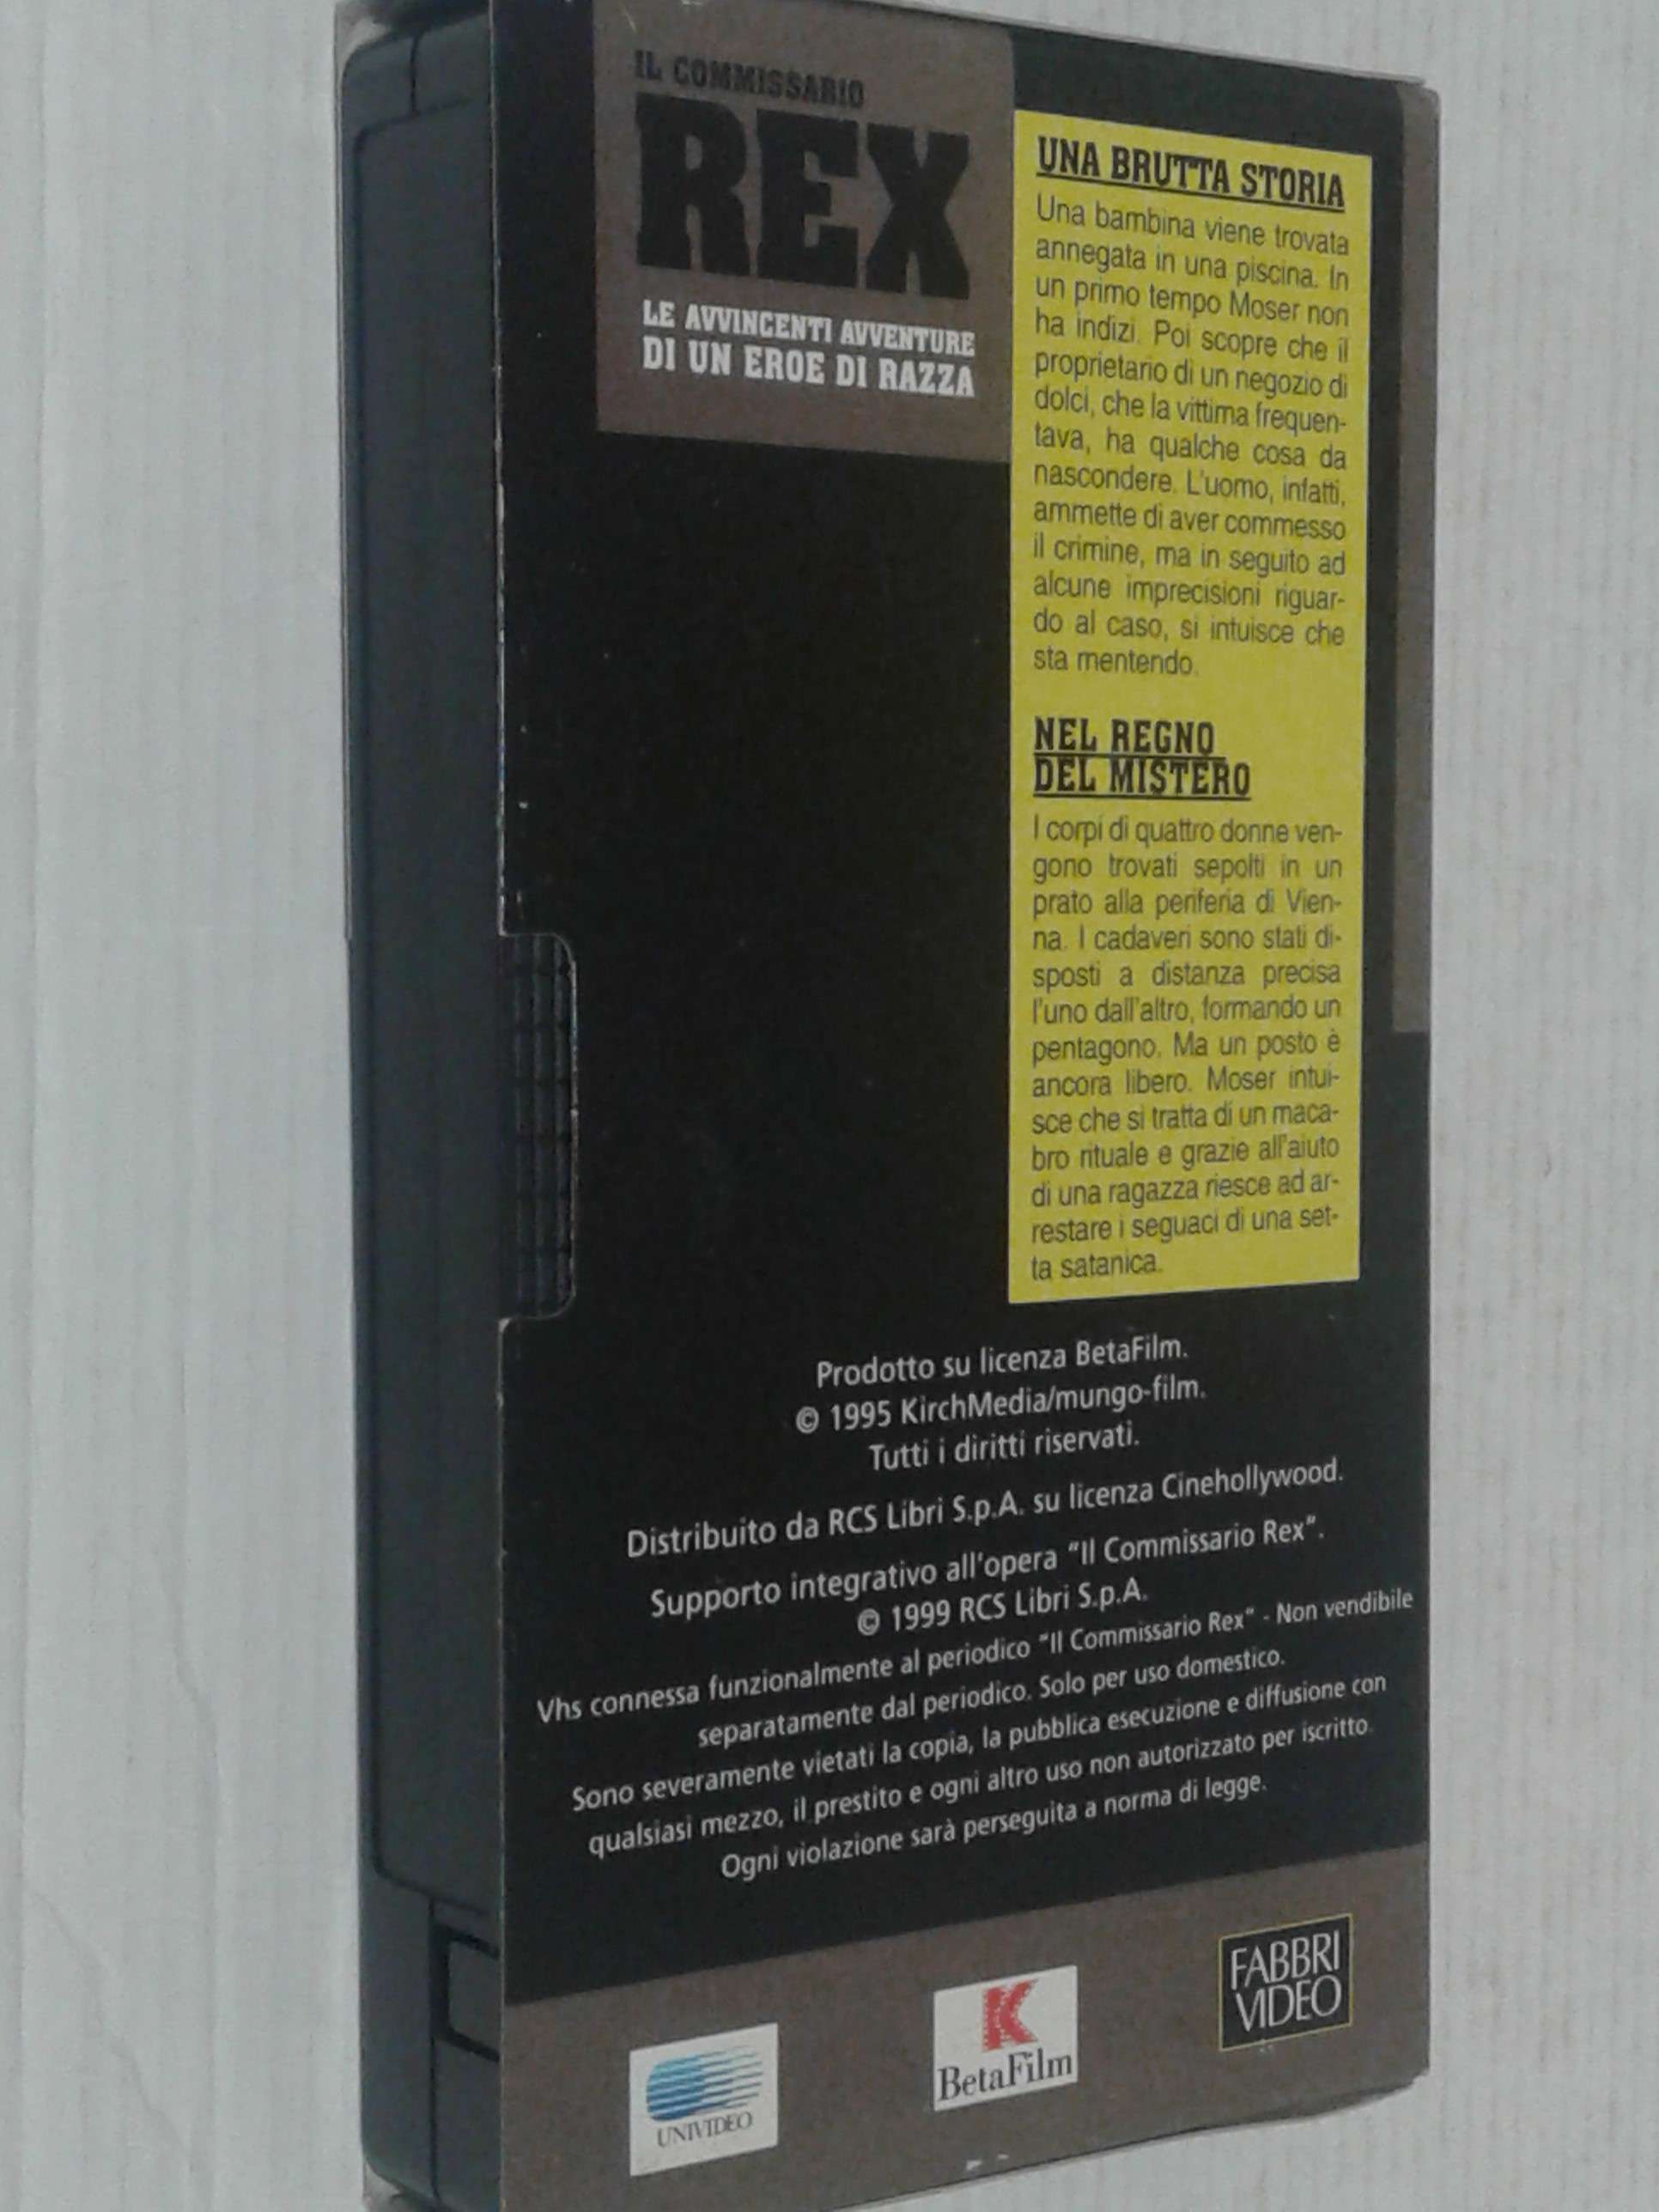 IL COMMISSARIO
REX
LE AVVINCENTI AVVENTURE
DI UN EROE DI RAZZA
UNA BRUTTA STORIA
Una bambina viene trovata
annegata in una piscina. In
un primo tempo Moser non
ha indizi. Poi scopre che il
proprietario di un negozio di
dolci, che la vittima frequen-
tava, ha qualche cosa da
nascondere. L'uomo, infatti,
ammette di aver commesso
il crimine, ma in seguito ad
alcune imprecisioni riguar-
do al caso, si intuisce che
sta mentendo.
NEL REGNO
DEL MISTERO
I corpi di quattro donne ven-
gono trovati sepolti in un
prato alla periferia di Vien-
na. I cadaveri sono stati di-
sposti a distanza precisa
l'uno dall'altro, formando un
pentagono. Ma un posto è
ancora libero. Moser intui-
sce che si tratta di un maca-
bro rituale e grazie all'aiuto
di una ragazza riesce ad ar-
restare i seguaci di una set-
ta satanica.
Prodotto su licenza BetaFilm.
© 1995 KirchMedia/mungo-film.
Tutti i diritti riservati.
Distribuito da RCS Libri S.p.A. su licenza Cinehollywood.
Supporto integrativo all'opera "Il Commissario Rex".
© 1999 RCS Libri S.p.A.
Vhs connessa funzionalmente al periodico "Il Commissario Rex" - Non vendibile
separatamente dal periodico. Solo per uso domestico.
Sono severamente vietati la copia, la pubblica esecuzione e diffusione con
qualsiasi mezzo, il prestito e ogni altro uso non autorizzato per iscritto.
Ogni violazione sarà perseguita a norma di legge.
UNIVIDEO
K
BetaFilm
FABBRI
VIDEO